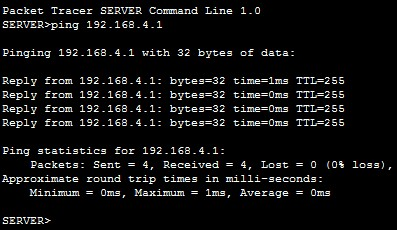 Packet Tracer SERVER Command Line 1.0
SERVER>ping 192.168.4.1
Pinging 192.168.4.1 with 32 bytes of data:
Reply from 192.168.4.1: bytes=32 time=1ms TTL=255
Reply from 192.168.4.1: bytes=32 time=0ms TTL=255
Reply from 192.168.4.1: bytes=32 time=0ms TTL=255
Reply from 192.168.4.1: bytes=32 time=0ms TTL=255
Ping statistics for 192.168.4.1:
Packets: Sent = 4, Received = 4, Lost = 0 (0% loss),
Approximate round trip times in milli-seconds:
Minimum = 0ms, Maximum = 1ms, Average = 0ms
SERVER>